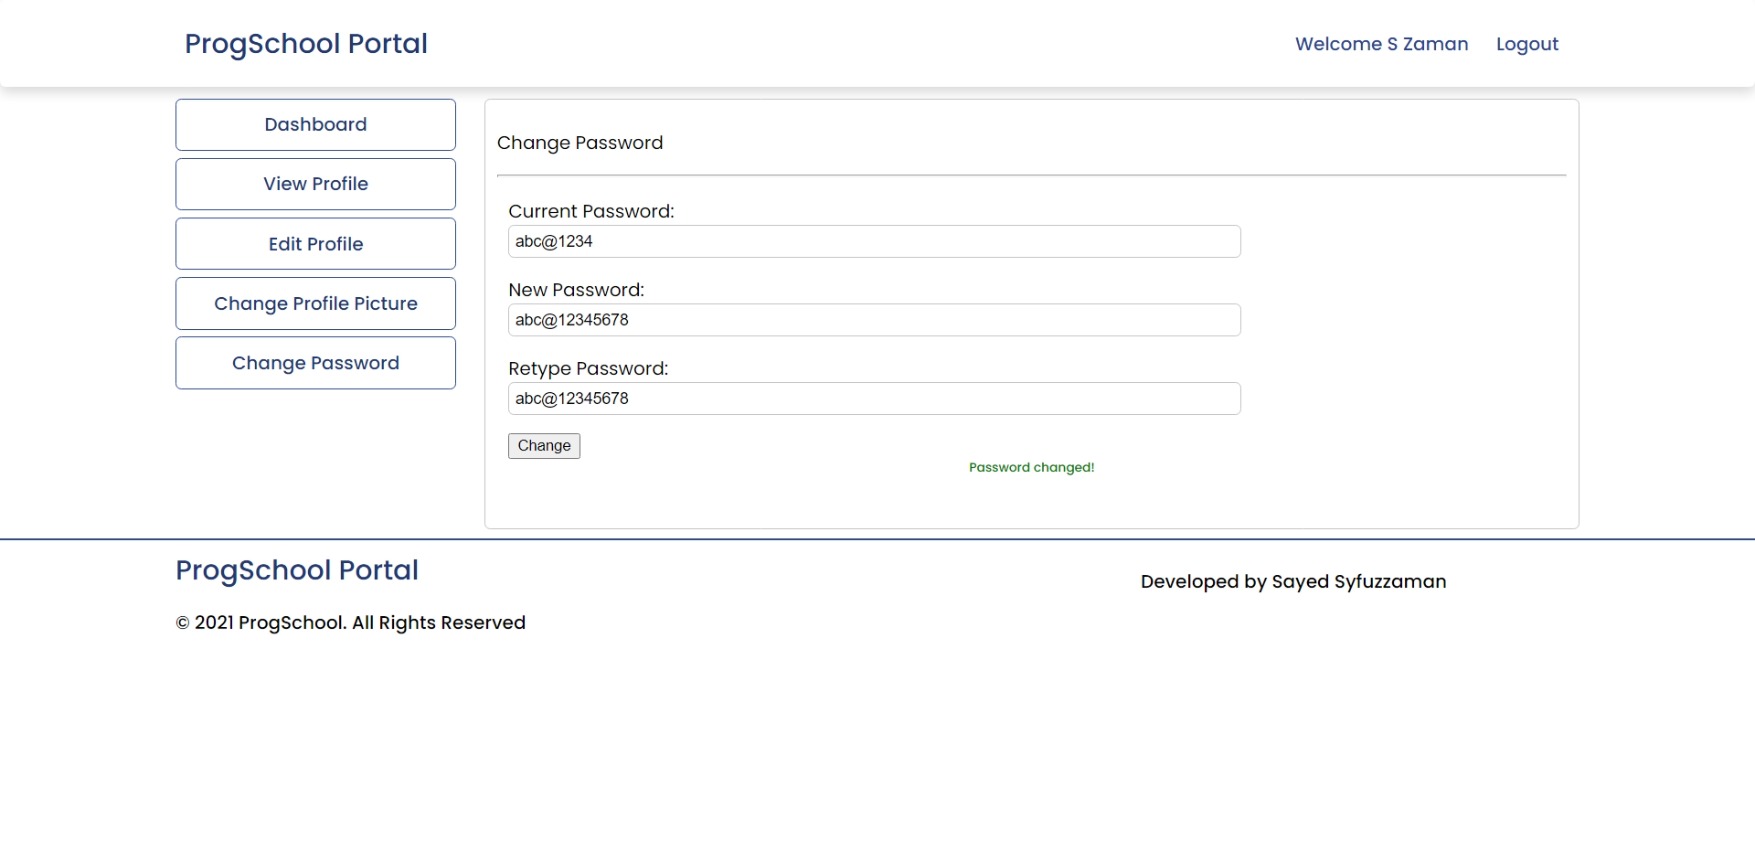 ProgSchool Portal
Welcome S Zaman
Logout
Dashboard
View Profile
Edit Profile
Change Profile Picture
Change Password
Change Password
Current Password:
abc@1234
New Password:
abc@12345678
Retype Password:
abc@12345678
Change
Password changed!
ProgSchool Portal
© 2021 ProgSchool. All Rights Reserved
Developed by Sayed Syfuzzaman